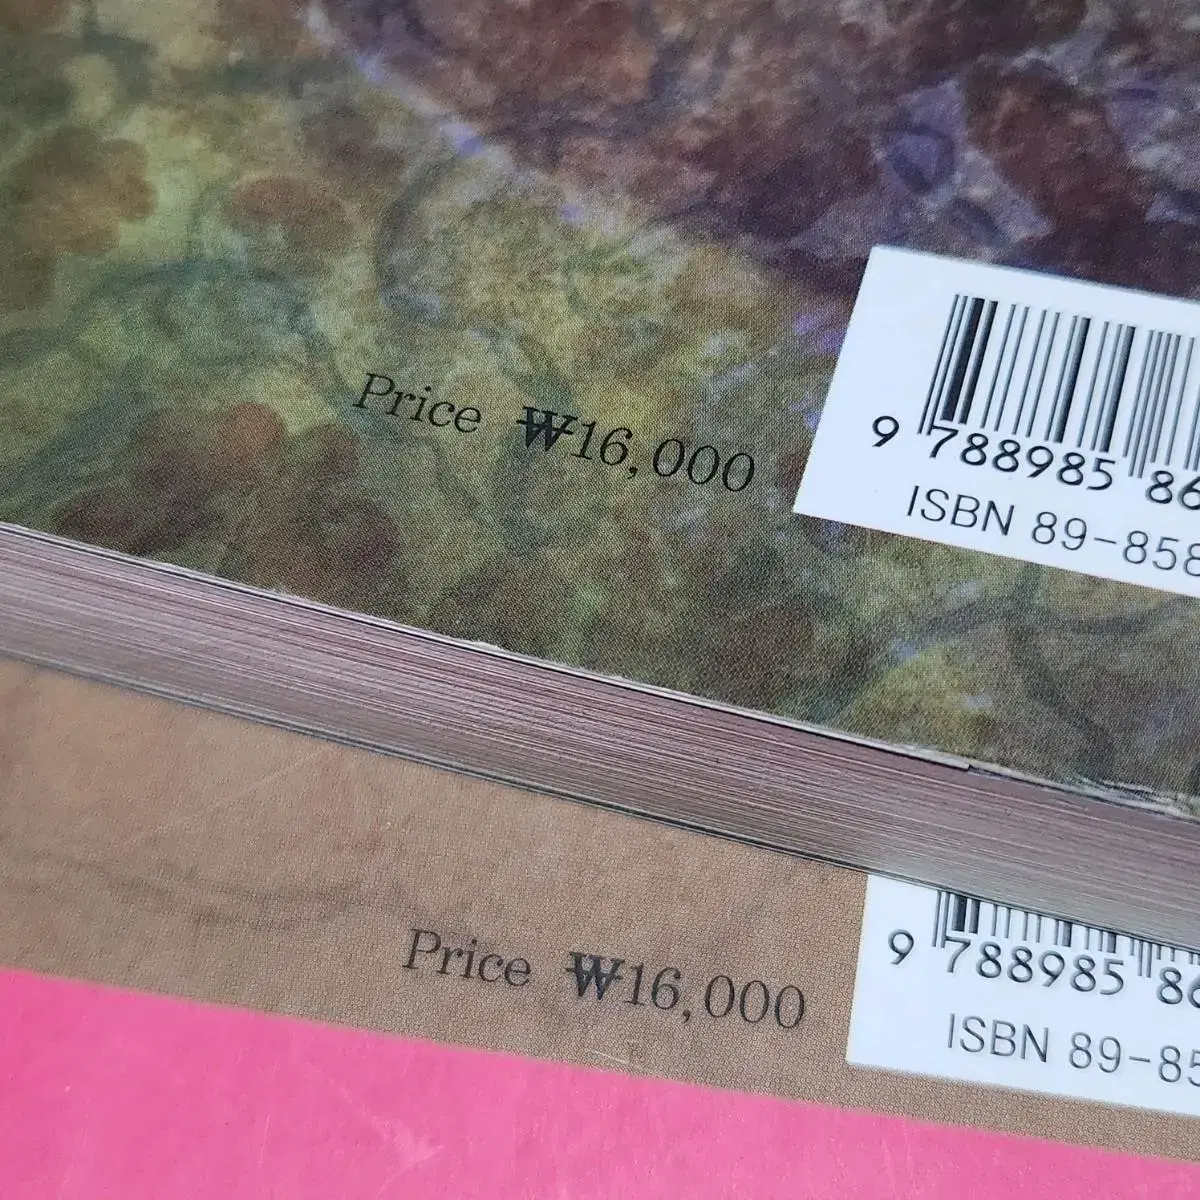 Price ₩16,000
9 788985 86
ISBN 89-858
Price ₩16,000
9 788985 86
ISBN 89-85